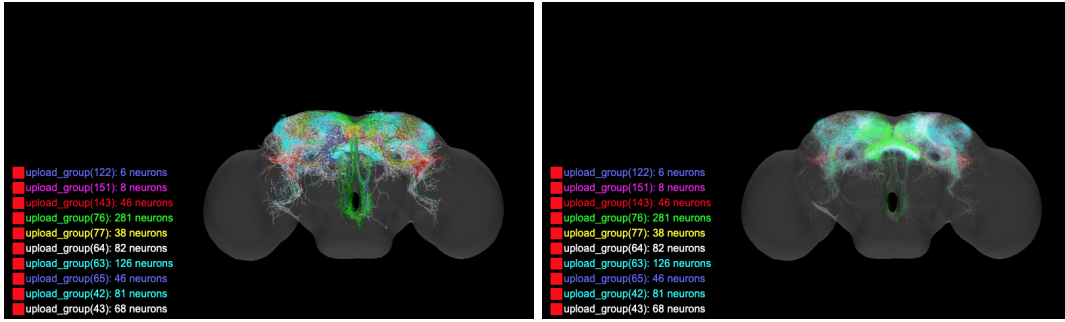 upload_group(122): 6 neurons
upload_group(151): 8 neurons
upload_group(143): 46 neurons
upload_group(76): 281 neurons
upload_group(77): 38 neurons
upload_group(64): 82 neurons
upload_group(63): 126 neurons
upload_group(65): 46 neurons
upload_group(42): 81 neurons
upload_group(43): 68 neurons
upload_group(122): 6 neurons
upload_group(151): 8 neurons
upload_group(143): 46 neurons
upload_group(76): 281 neurons
upload_group(77): 38 neurons
upload_group(64): 82 neurons
upload_group(63): 126 neurons
upload_group(65): 46 neurons
upload_group(42): 81 neurons
upload_group(43): 68 neurons